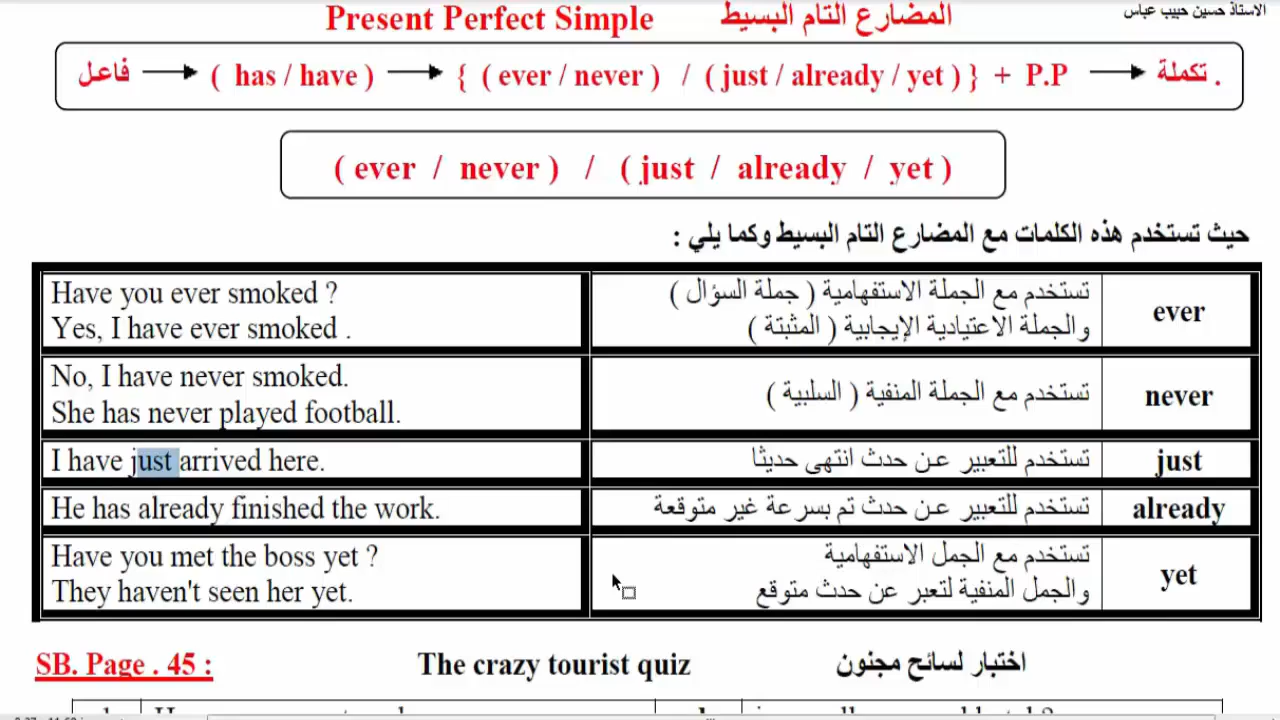 Present Perfect Simple المضارع التام البسيط الاستاذ حسين حبيب عباس
فاعل ( has / have ) { ( ever / never ) / ( just / already / yet ) } + P.P تكملة .
( ever / never ) / ( just / already / yet )
حيث تستخدم هذه الكلمات مع المضارع التام البسيط وكما يلي :
Have you ever smoked ? تستخدم مع الجملة الاستفهامية ( جملة السؤال ) ever
Yes, I have ever smoked . والجملة الاعتيادية الإيجابية ( المثبتة )
No, I have never smoked. تستخدم مع الجملة المنفية ( السلبية ) never
She has never played football.
I have just arrived here. تستخدم للتعبير عن حدث انتهى حديثا just
He has already finished the work. تستخدم للتعبير عن حدث تم بسرعة غير متوقعة already
Have you met the boss yet ? تستخدم مع الجمل الاستفهامية yet
They haven't seen her yet. والجمل المنفية لتعبر عن حدث متوقع
SB. Page . 45 : The crazy tourist quiz اختبار لسائح مجنون